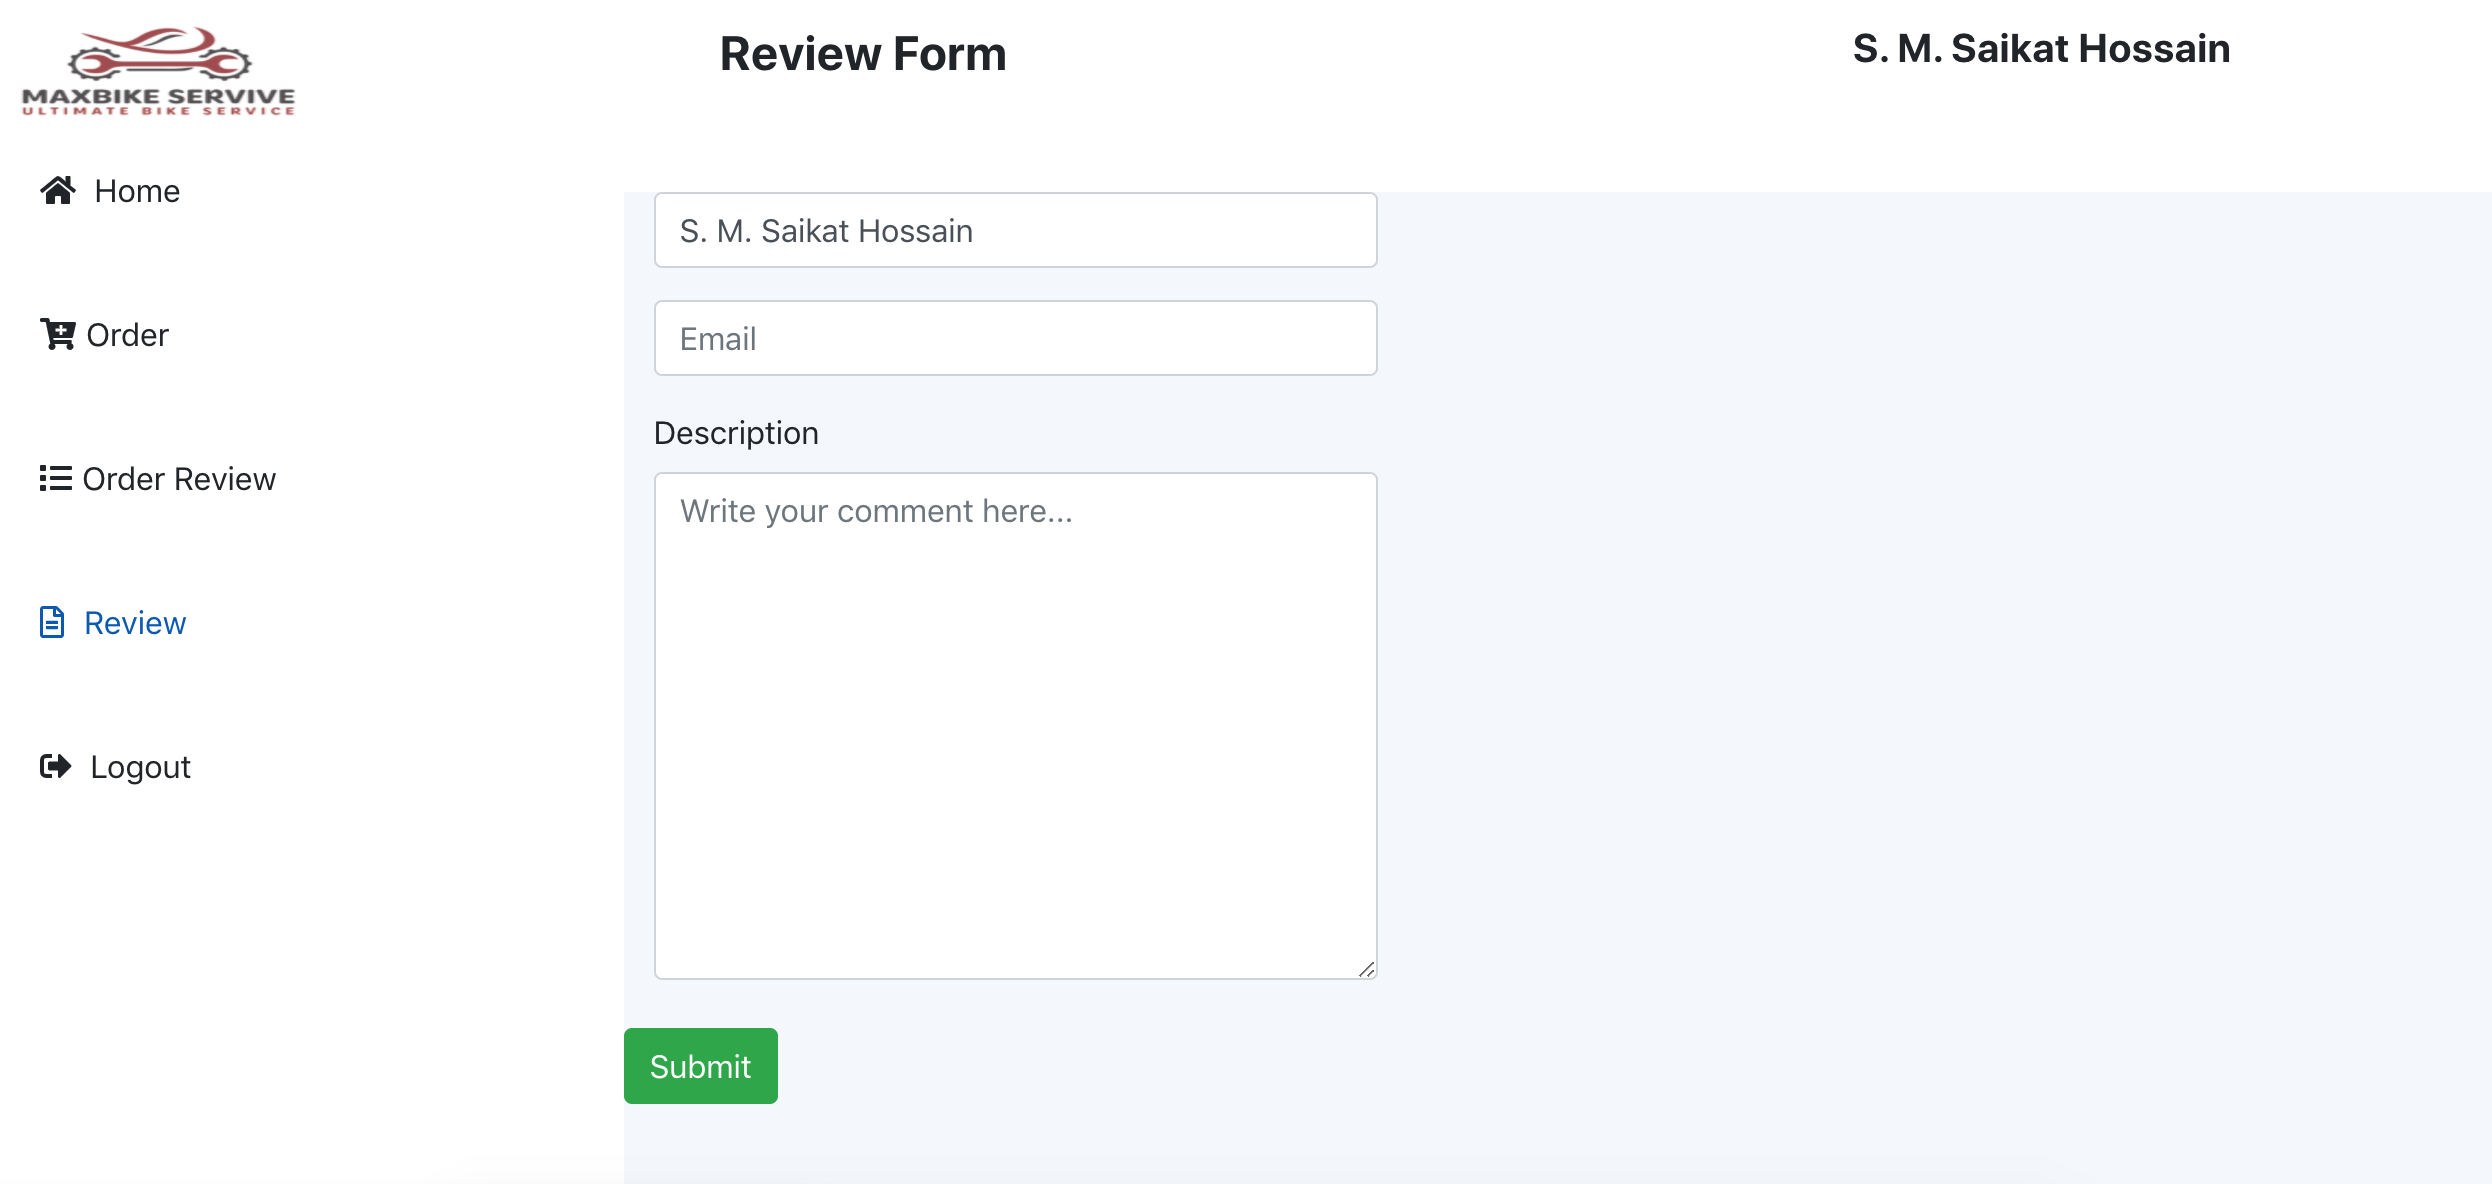 MAXBIKE SERVIVE
ULTIMATE BIKE SERVICE
Review Form
S. M. Saikat Hossain
Home
Order
Order Review
Review
Logout
S. M. Saikat Hossain
Email
Description
Write your comment here...
Submit